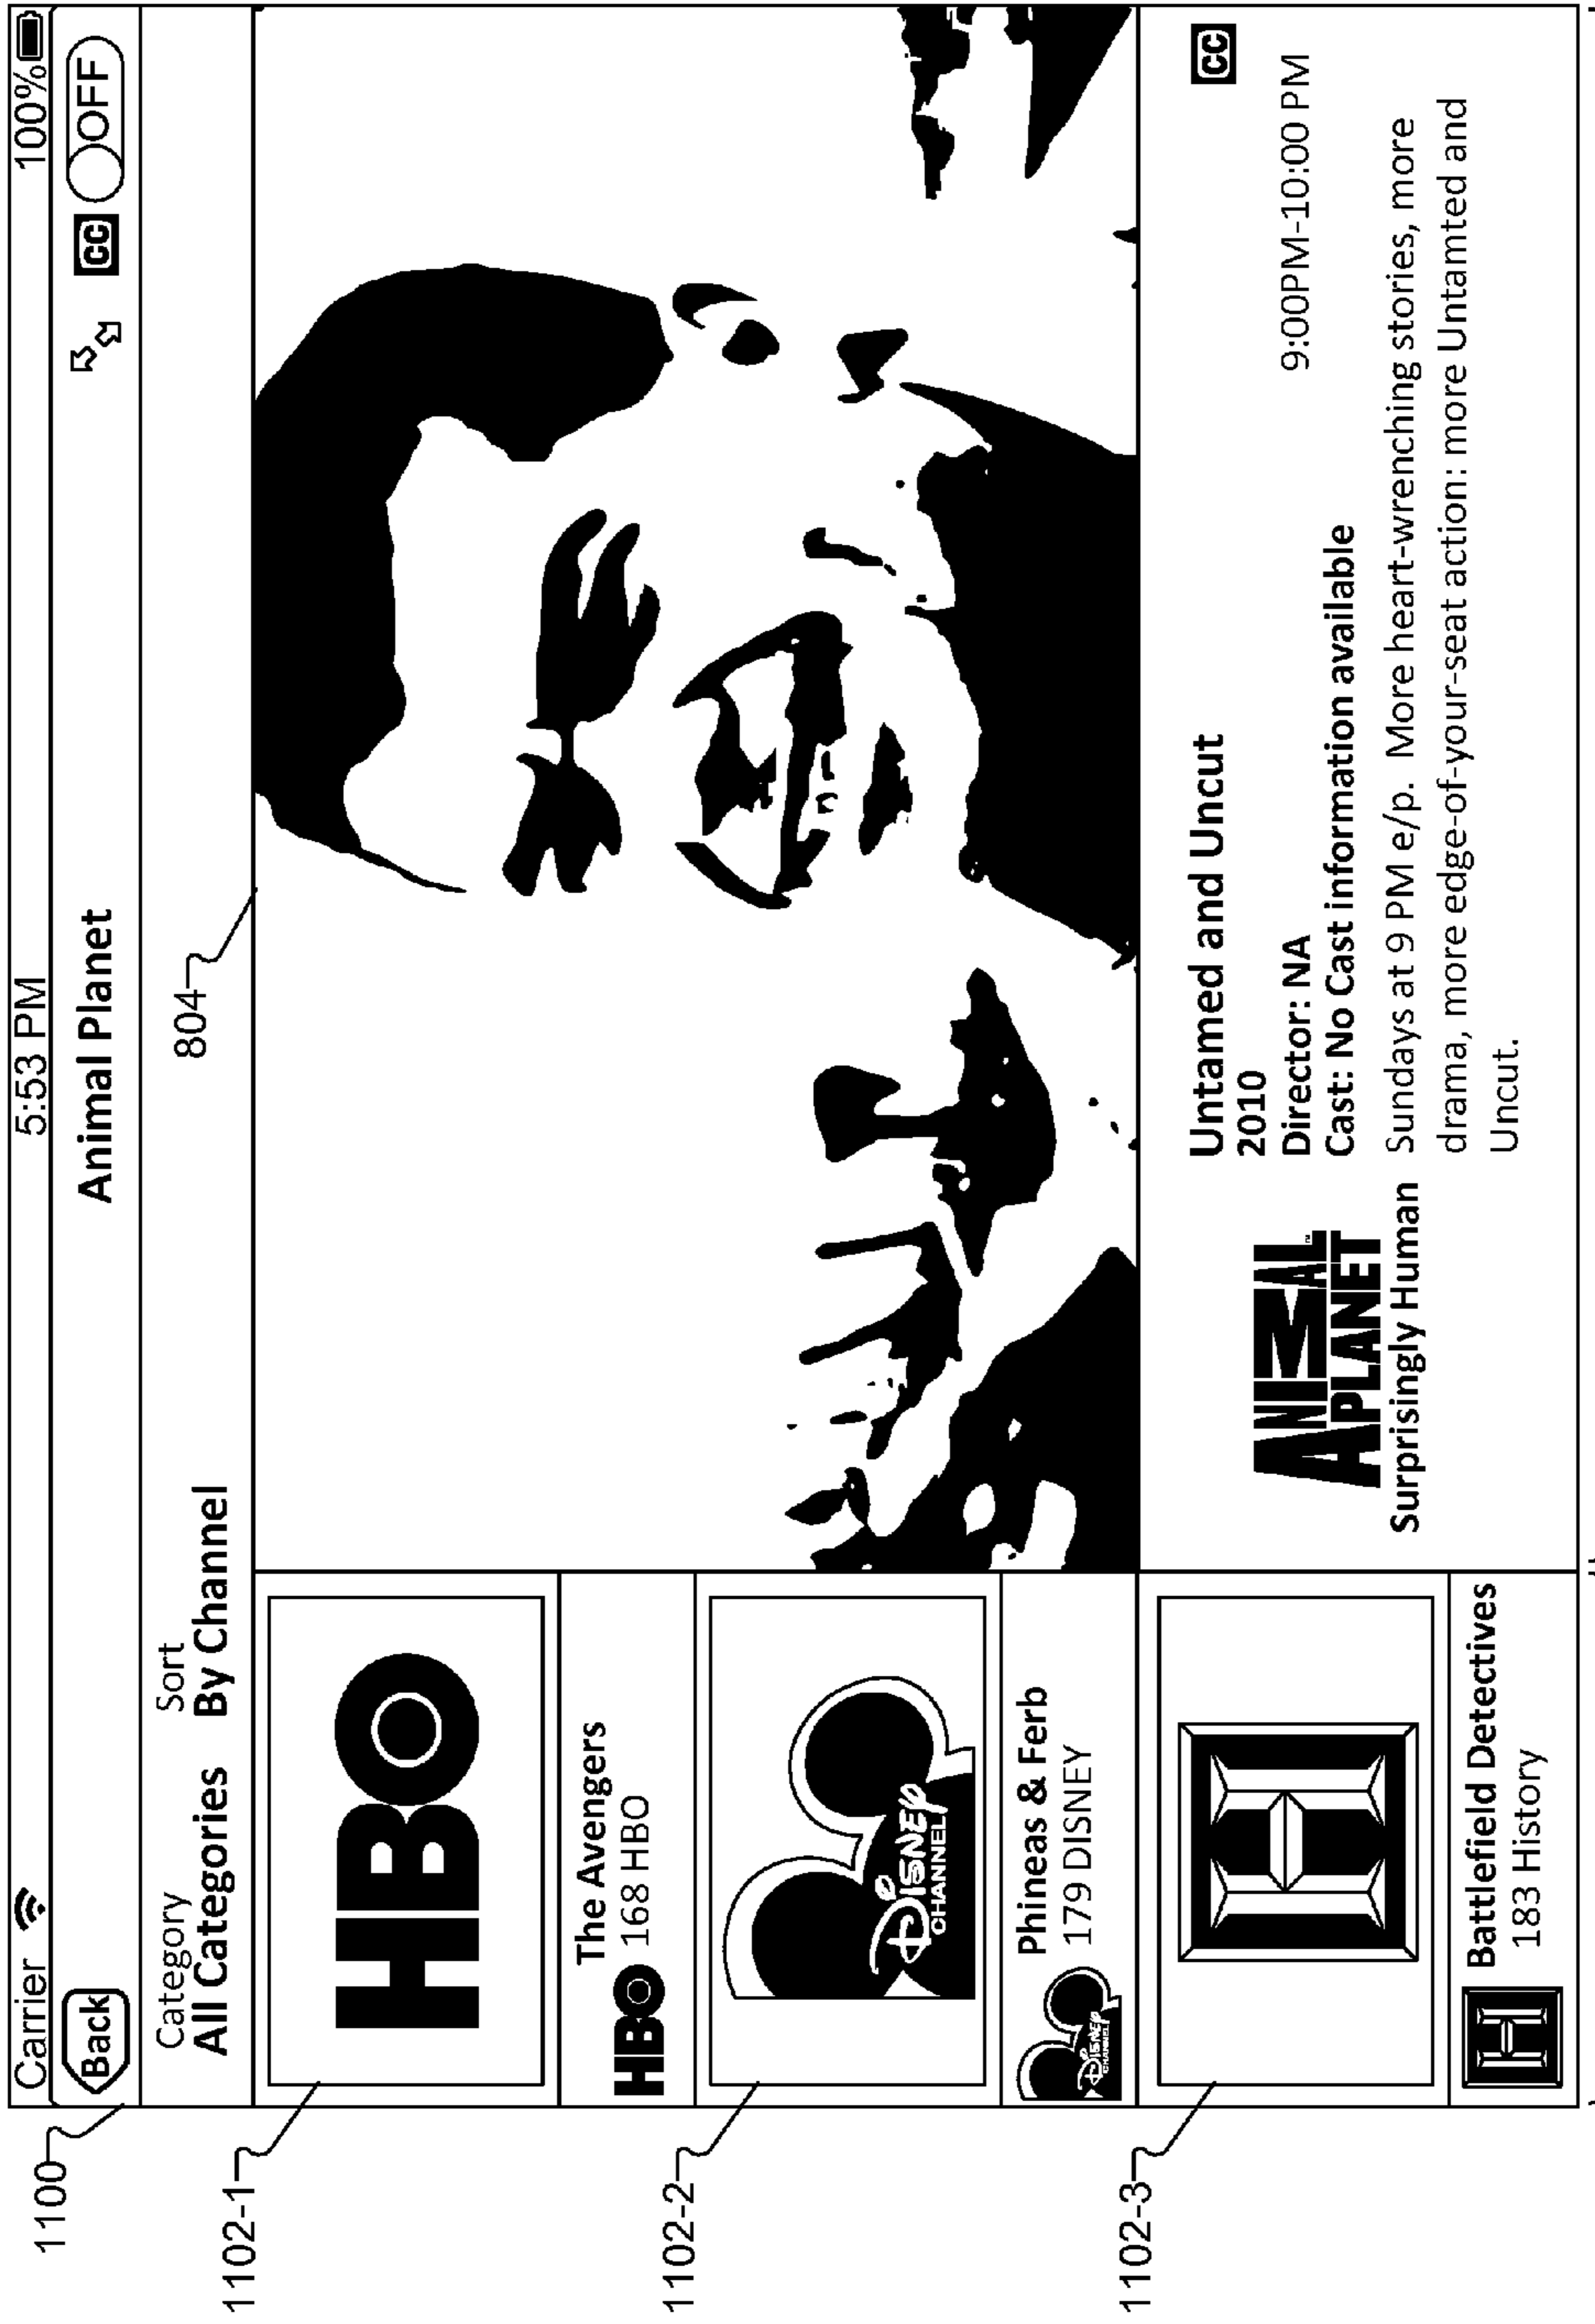 1100
Carrier 5:53 PM 100%
Back Animal Planet CC OFF
Category Sort
All Categories By Channel
804
1102-1
HBO
The Avengers
HBO 168 HBO
1102-2
DISNEP
CHANNEL
Phineas & Ferb
DISNEP
CHANNEL
179 DISNEY
1102-3
H
Battlefield Detectives
H 183 History
ANIMAL™
PLANET
Surprisingly Human
Untamed and Uncut CC
2010
Director: NA 9:00PM-10:00 PM
Cast: No Cast information available
Sundays at 9 PM e/p. More heart-wrenching stories, more
drama, more edge-of-your-seat action: more Untamted and
Uncut.